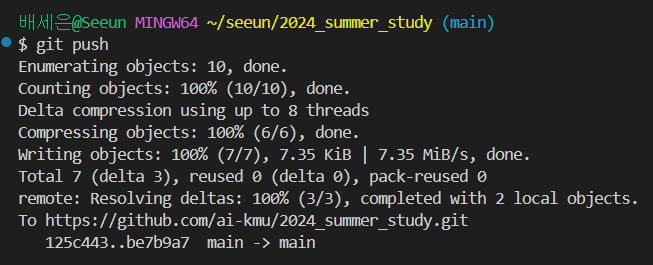 배세은@Seeun MINGW64 ~/seeun/2024_summer_study (main)
$ git push
Enumerating objects: 10, done.
Counting objects: 100% (10/10), done.
Delta compression using up to 8 threads
Compressing objects: 100% (6/6), done.
Writing objects: 100% (7/7), 7.35 KiB | 7.35 MiB/s, done.
Total 7 (delta 3), reused 0 (delta 0), pack-reused 0
remote: Resolving deltas: 100% (3/3), completed with 2 local objects.
To https://github.com/ai-kmu/2024_summer_study.git
   125c443..be7b9a7  main -> main